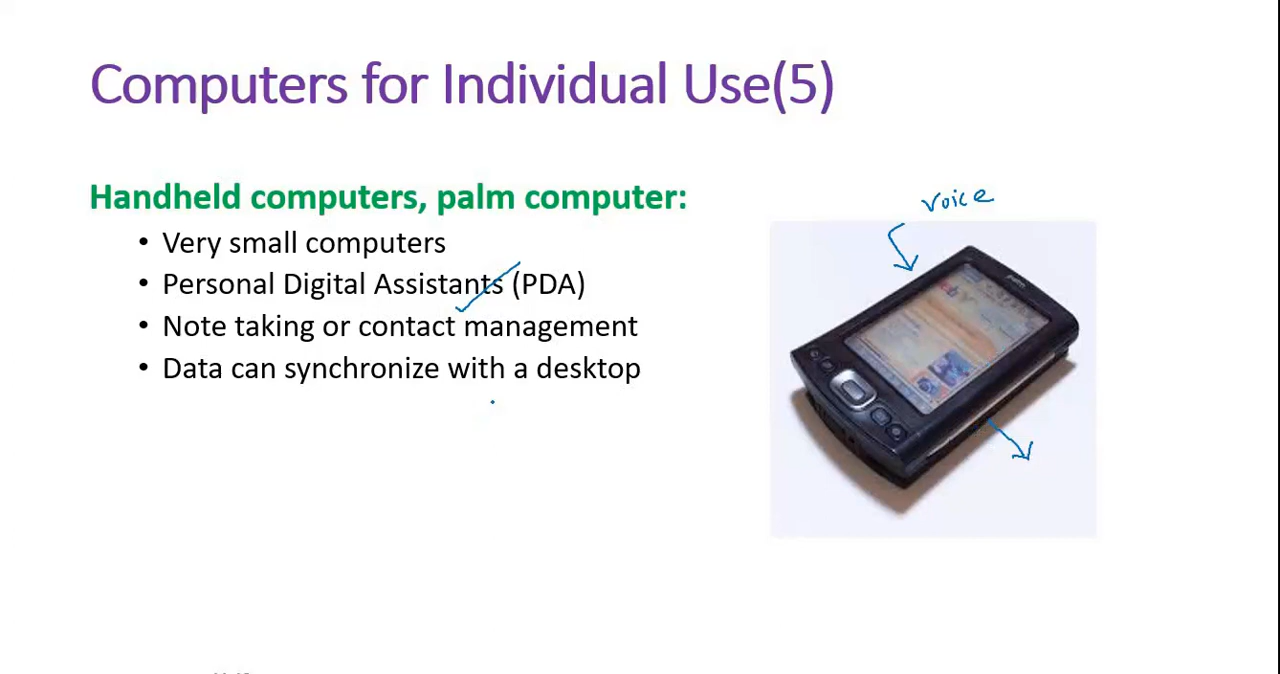 Computers for Individual Use(5)
Handheld computers, palm computer:
• Very small computers
• Personal Digital Assistants (PDA)
• Note taking or contact management
• Data can synchronize with a desktop
voice
palm